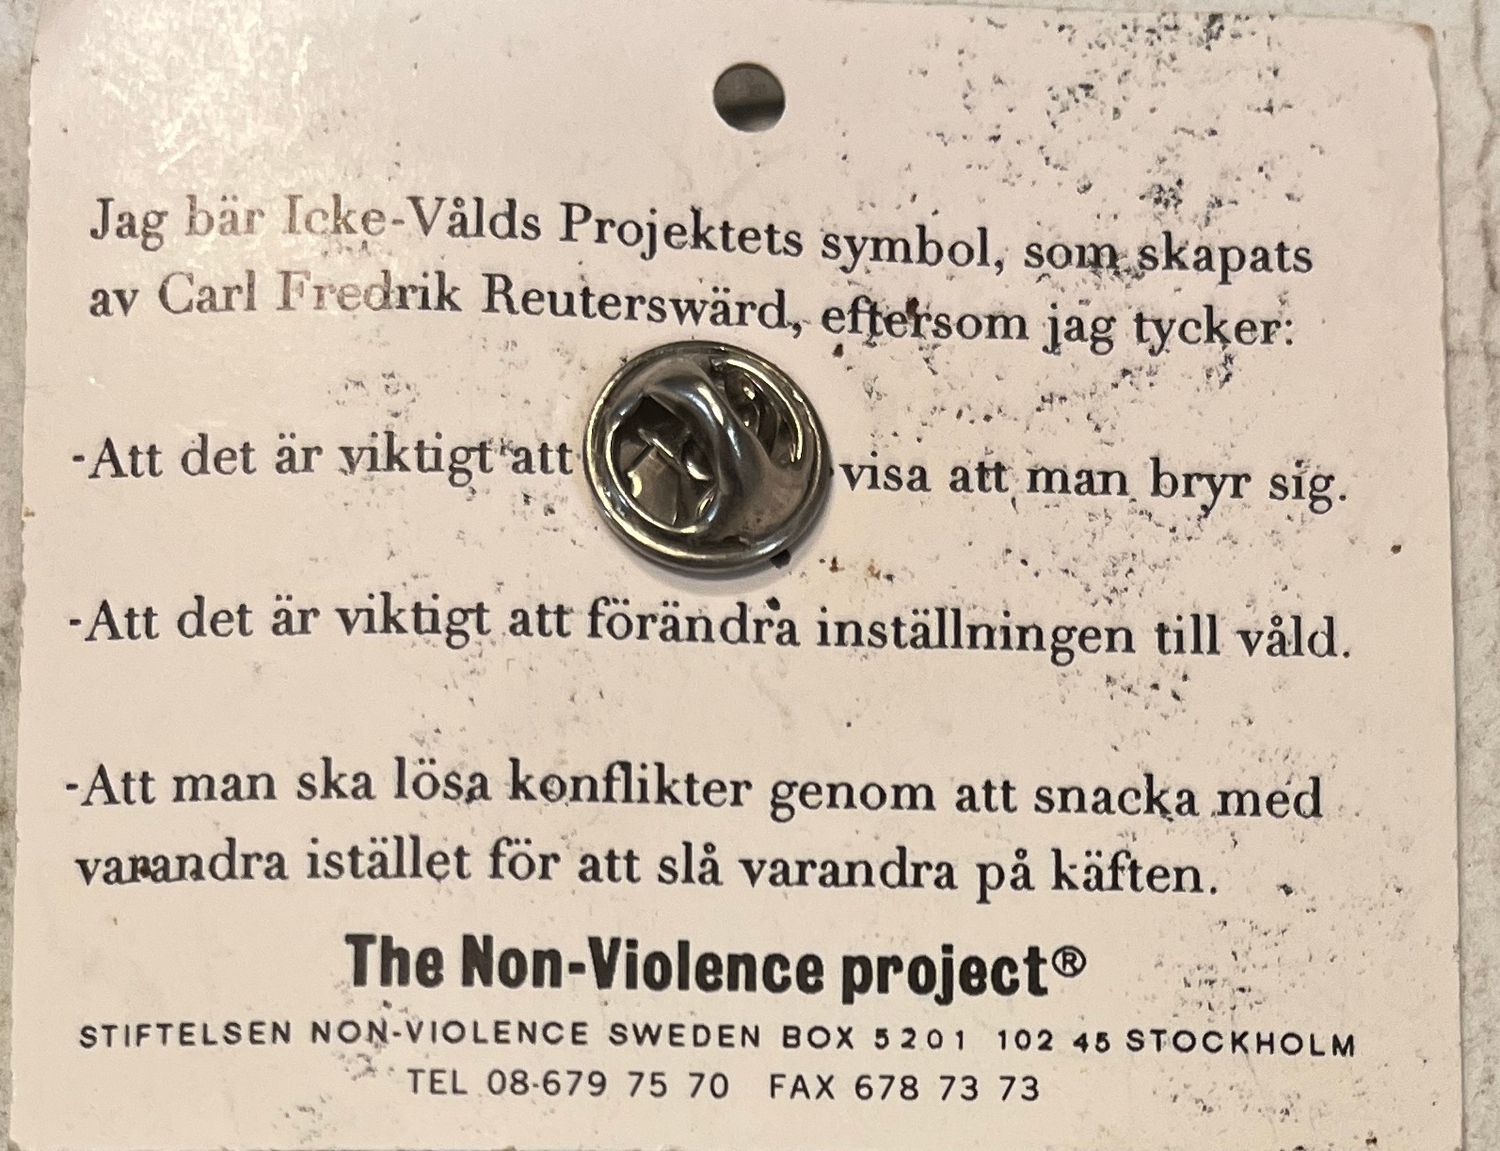 Jag bär Icke-Vålds Projektets symbol, som skapats
av Carl Fredrik Reuterswärd, eftersom jag tycker:
-Att det är viktigt att visa att man bryr sig.
-Att det är viktigt att förändra inställningen till våld.
-Att man ska lösa konflikter genom att snacka med
varandra istället för att slå varandra på käften.
The Non-Violence project®
STIFTELSEN NON-VIOLENCE SWEDEN BOX 5201 102 45 STOCKHOLM
TEL 08-679 75 70 FAX 678 73 73